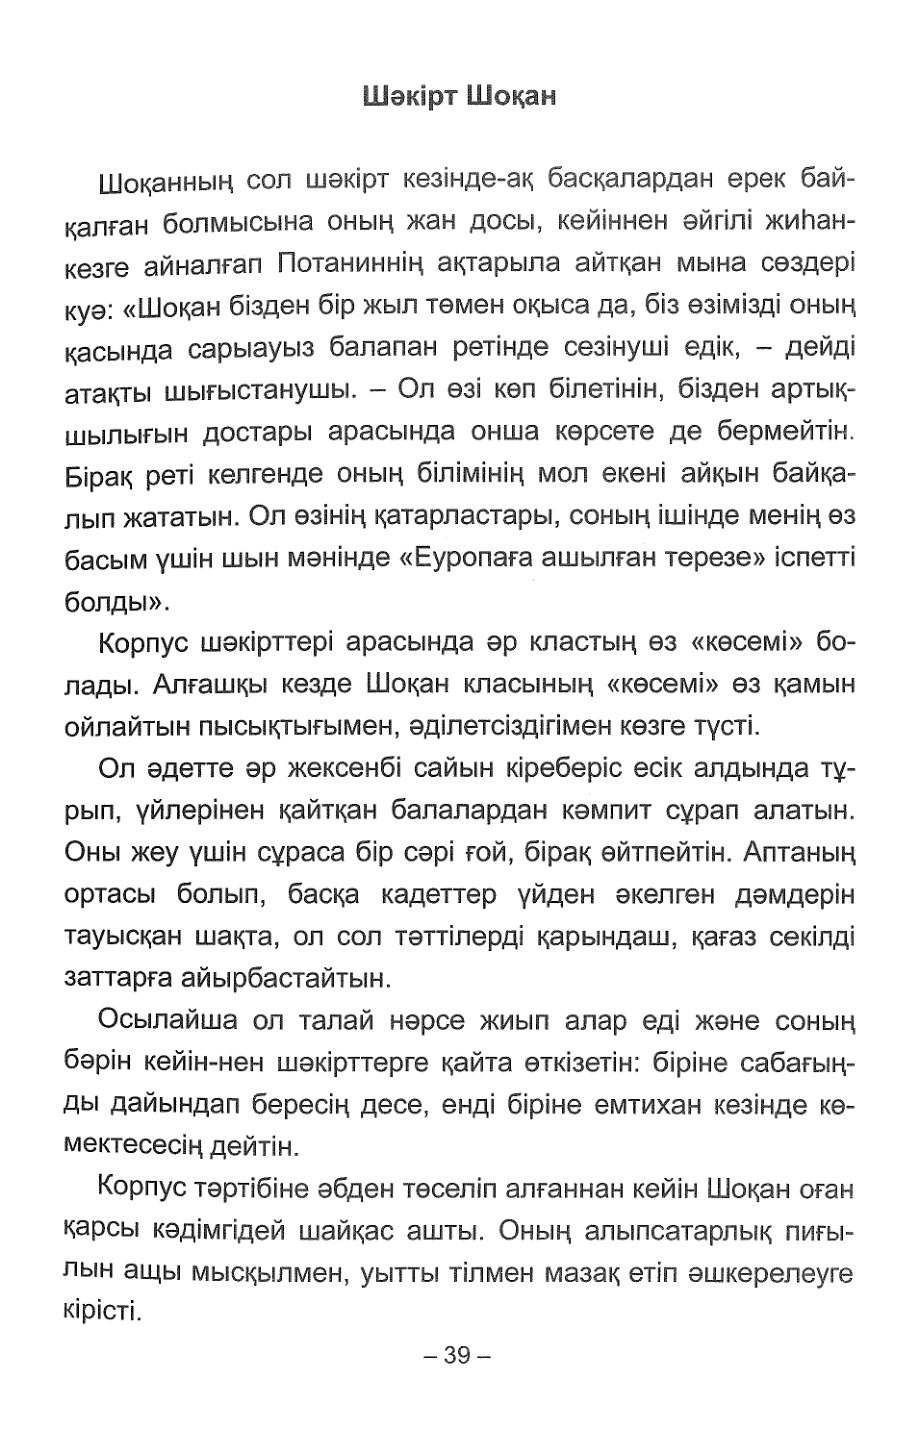 Шәкірт Шоқан
Шоқанның сол шәкірт кезінде-ақ басқалардан ерек бай-
қалған болмысына оның жан досы, кейіннен әйгілі жиһан-
кезге айналғап Потаниннің ақтарыла айтқан мына сөздері
куә: «Шоқан бізден бір жыл төмен оқыса да, біз өзімізді оның
қасында сарыауыз балапан ретінде сезінуші едік, – дейді
атақты шығыстанушы. – Ол өзі көп білетінін, бізден артық-
шылығын достары арасында онша көрсете де бермейтін.
Бірақ реті келгенде оның білімінің мол екені айқын байқа-
лып жататын. Ол өзінің қатарластары, соның ішінде менің өз
басым үшін шын мәнінде «Еуропаға ашылған терезе» іспетті
болды».
Корпус шәкірттері арасында әр кластың өз «көсемі» бо-
лады. Алғашқы кезде Шоқан класының «көсемі» өз қамын
ойлайтын пысықтығымен, әділетсіздігімен көзге түсті.
Ол әдетте әр жексенбі сайын кіреберіс есік алдында тұ-
рып, үйлерінен қайтқан балалардан кәмпит сұрап алатын.
Оны жеу үшін сұраса бір сәрі ғой, бірақ өйтпейтін. Аптаның
ортасы болып, басқа кадеттер үйден әкелген дәмдерін
тауысқан шақта, ол сол тәттілерді қарындаш, қағаз секілді
заттарға айырбастайтын.
Осылайша ол талай нәрсе жиып алар еді және соның
бәрін кейін-нен шәкірттерге қайта өткізетін: біріне сабағың-
ды дайындап бересің десе, енді біріне емтихан кезінде кө-
мектесесің дейтін.
Корпус тәртібіне әбден төселіп алғаннан кейін Шоқан оған
қарсы кәдімгідей шайқас ашты. Оның алыпсатарлық пиғы-
лын ащы мысқылмен, уытты тілмен мазақ етіп әшкерелеуге
кірісті.
– 39 –